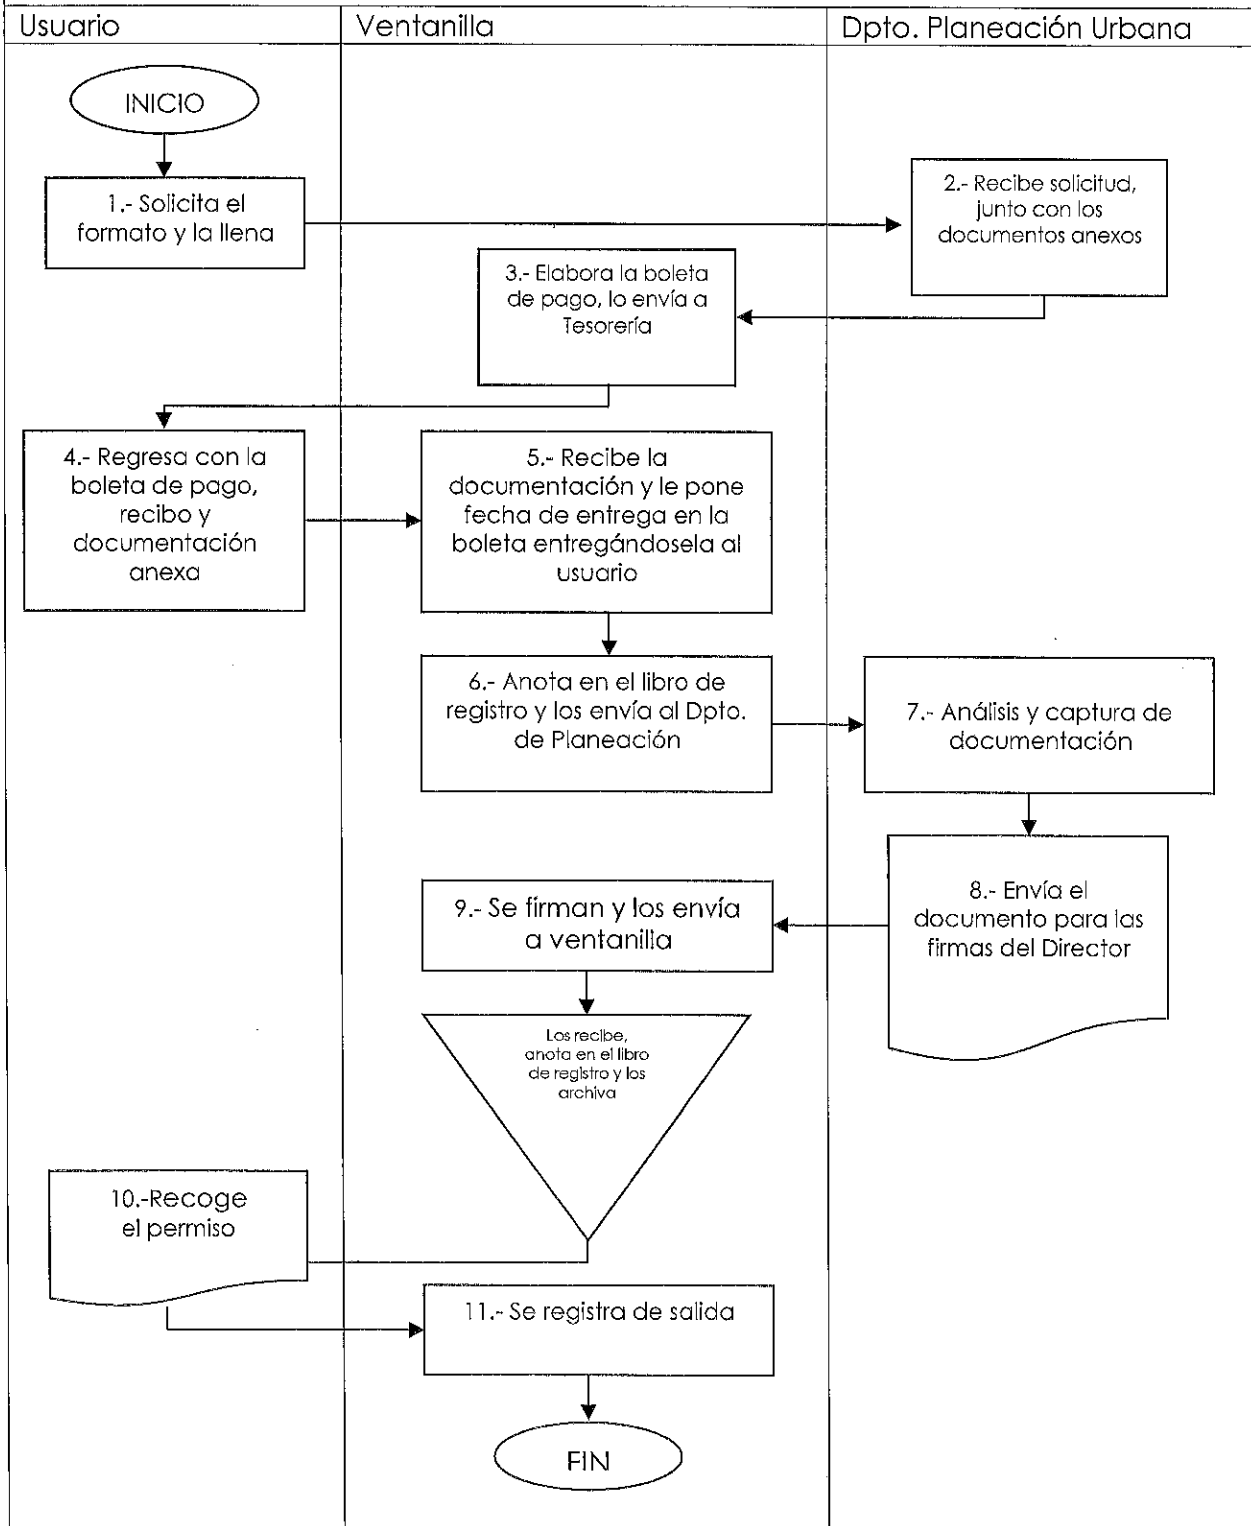 Usuario
Ventanilla
Dpto. Planeación Urbana
INICIO
1.- Solicita el
formato y la llena
2.- Recibe solicitud,
junto con los
documentos anexos
3.- Elabora la boleta
de pago, lo envía a
Tesorería
4.- Regresa con la
boleta de pago,
recibo y
documentación
anexa
5.- Recibe la
documentación y le pone
fecha de entrega en la
boleta entregándosela al
usuario
6.- Anota en el libro de
registro y los envía al Dpto.
de Planeación
7.- Análisis y captura de
documentación
8.- Envía el
documento para las
firmas del Director
9.- Se firman y los envía
a ventanilla
Los recibe,
anota en el libro
de registro y los
archiva
10.-Recoge
el permiso
11.- Se registra de salida
FIN